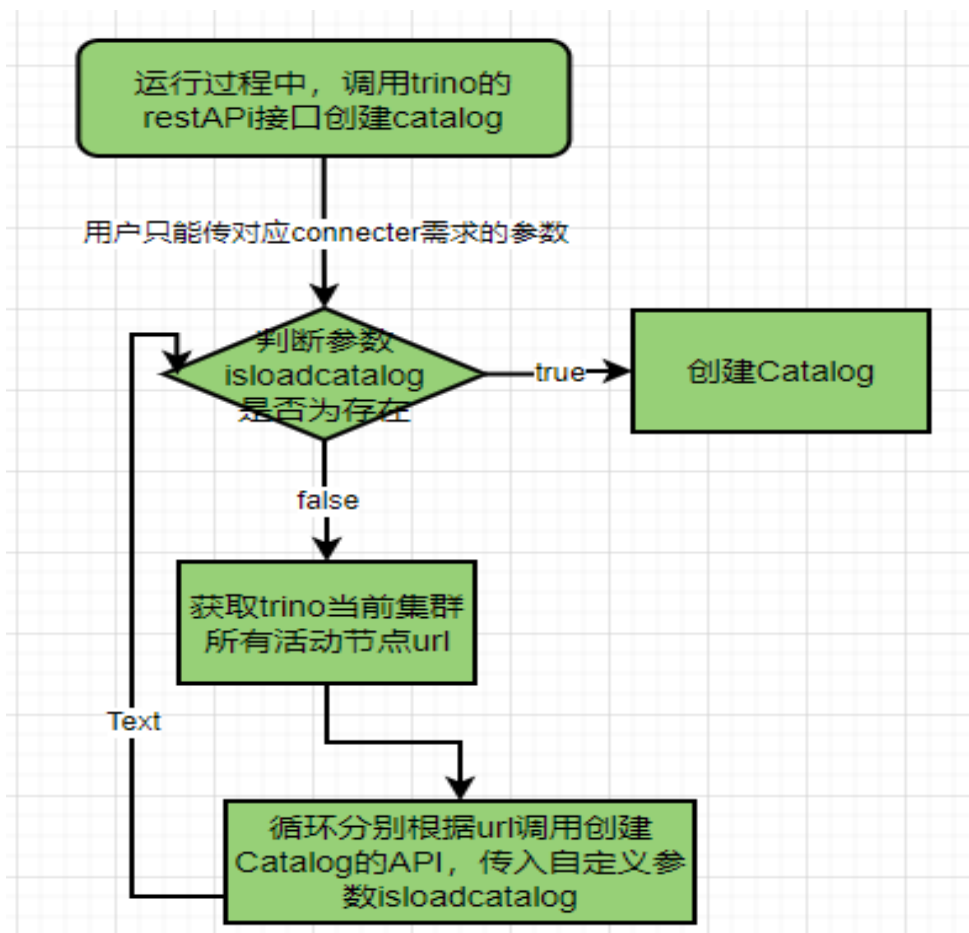 运行过程中，调用trino的
restAPi接口创建catalog
用户只能传对应connecter需求的参数
判断参数
isloadcatalog
是否为存在
true
创建Catalog
false
获取trino当前集群
所有活动节点url
Text
循环分别根据url调用创建
Catalog的API，传入自定义参
数isloadcatalog